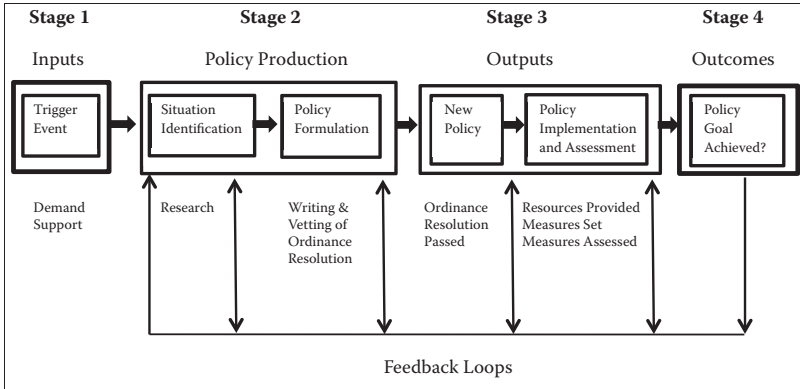 Stage 1
Stage 2
Stage 3
Stage 4
Inputs
Policy Production
Outputs
Outcomes
Trigger
Event
Situation
Identification
Policy
Formulation
New
Policy
Policy
Implementation
and Assessment
Policy
Goal
Achieved?
Demand
Support
Research
Writing &
Vetting of
Ordinance
Resolution
Ordinance
Resolution
Passed
Resources Provided
Measures Set
Measures Assessed
Feedback Loops